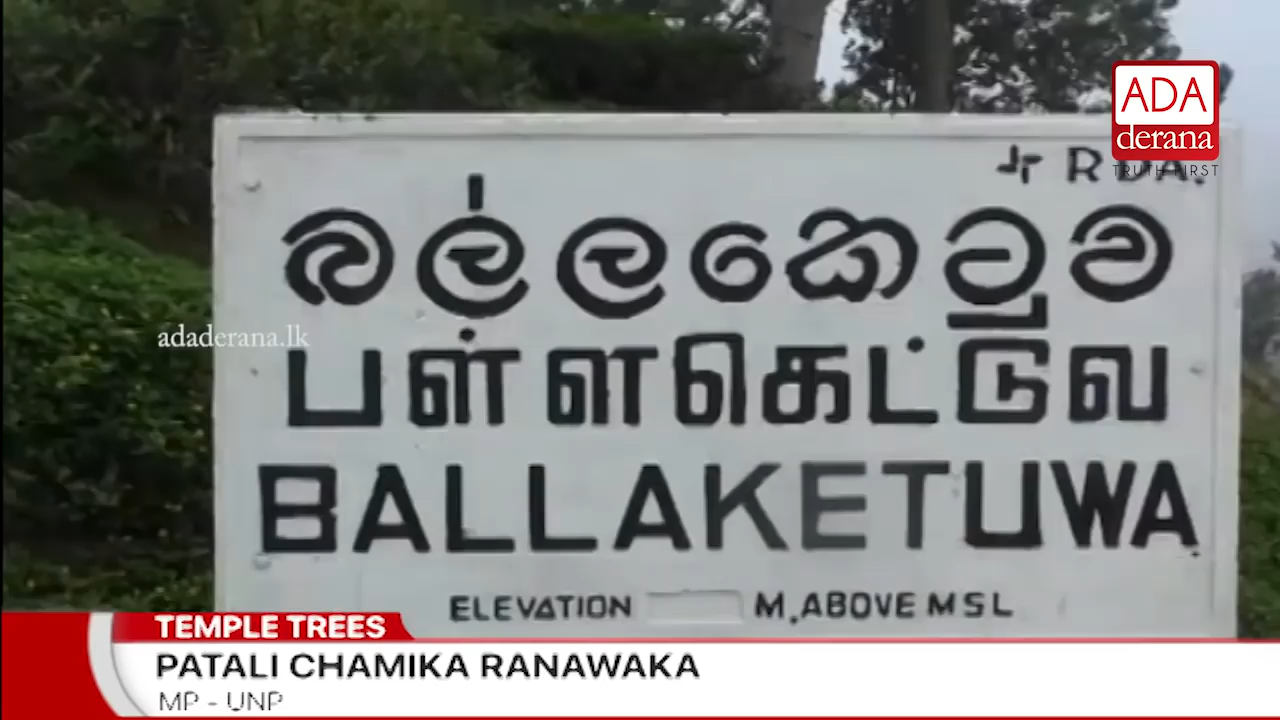 ADA
derana
TRUTH FIRST
RDA.
බල්ලකෙටුව
பள்ளகெட்டுவ
BALLAKETUWA
adaderana.lk
ELEVATION M, ABOVE MSL
TEMPLE TREES
PATALI CHAMIKA RANAWAKA
MP - UNP